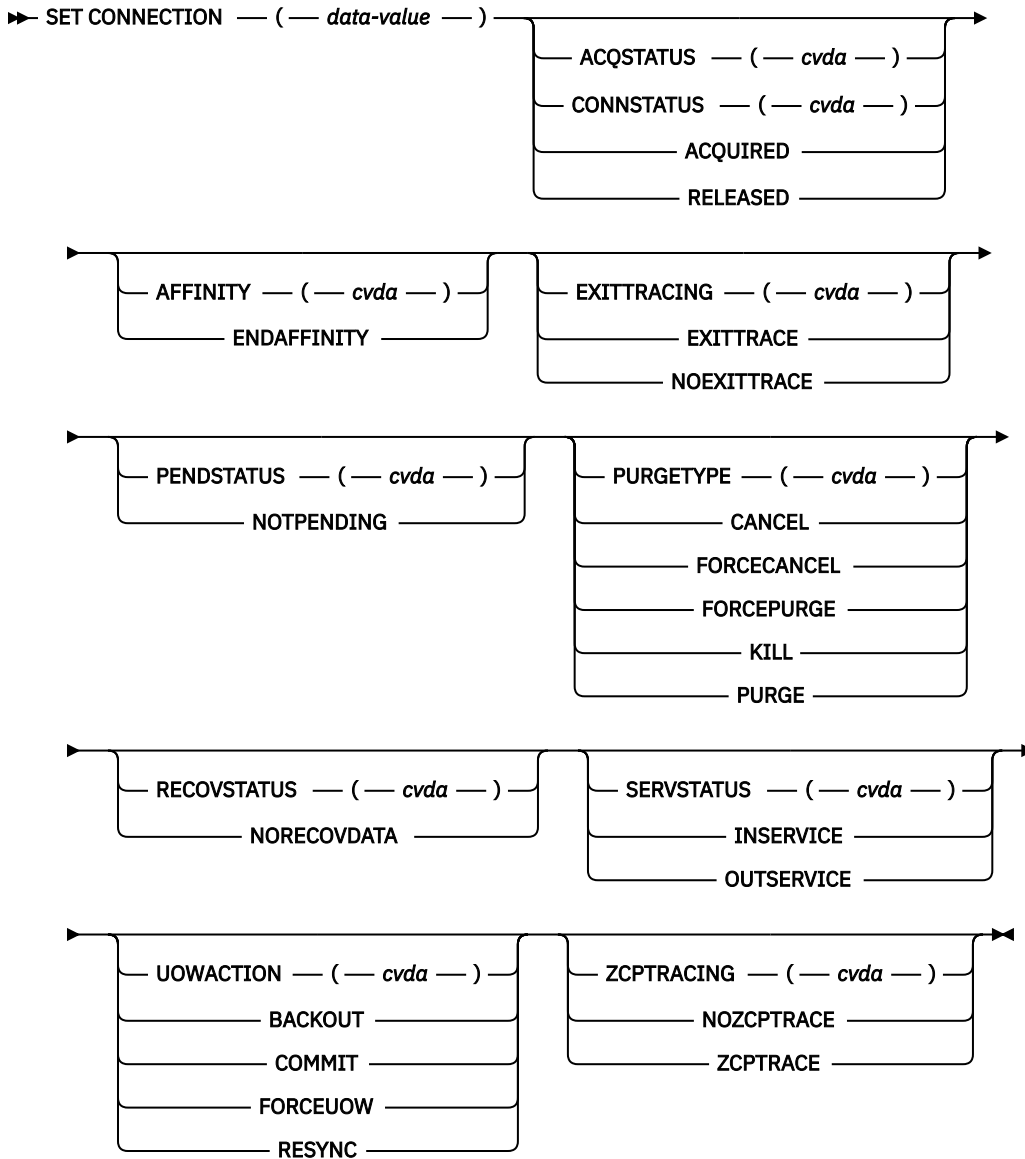 SET CONNECTION ( data-value )
ACQSTATUS ( cvda )
CONNSTATUS ( cvda )
ACQUIRED
RELEASED
AFFINITY ( cvda )
ENDAFFINITY
EXITTRACING ( cvda )
EXITTRACE
NOEXITTRACE
PENDSTATUS ( cvda )
NOTPENDING
PURGETYPE ( cvda )
CANCEL
FORCECANCEL
FORCEPURGE
KILL
PURGE
RECOVSTATUS ( cvda )
NORECOVDATA
SERVSTATUS ( cvda )
INSERVICE
OUTSERVICE
UOWACTION ( cvda )
BACKOUT
COMMIT
FORCEUOW
RESYNC
ZCPTRACING ( cvda )
NOZCPTRACE
ZCPTRACE